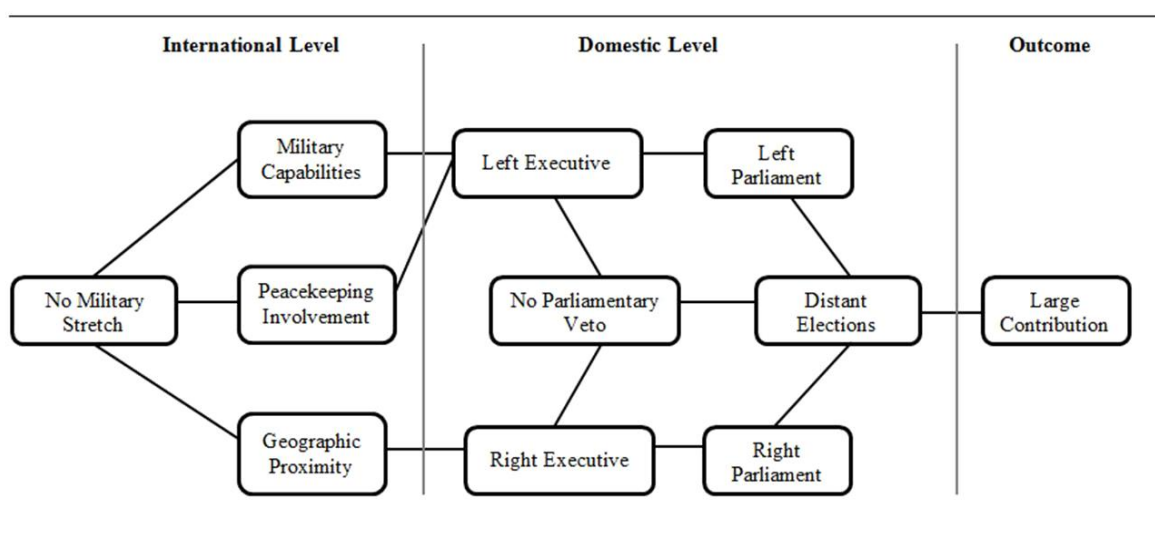 International Level
Domestic Level
Outcome
Military
Capabilities
Left Executive
Left
Parliament
No Military
Stretch
Peacekeeping
Involvement
No Parliamentary
Veto
Distant
Elections
Large
Contribution
Geographic
Proximity
Right Executive
Right
Parliament